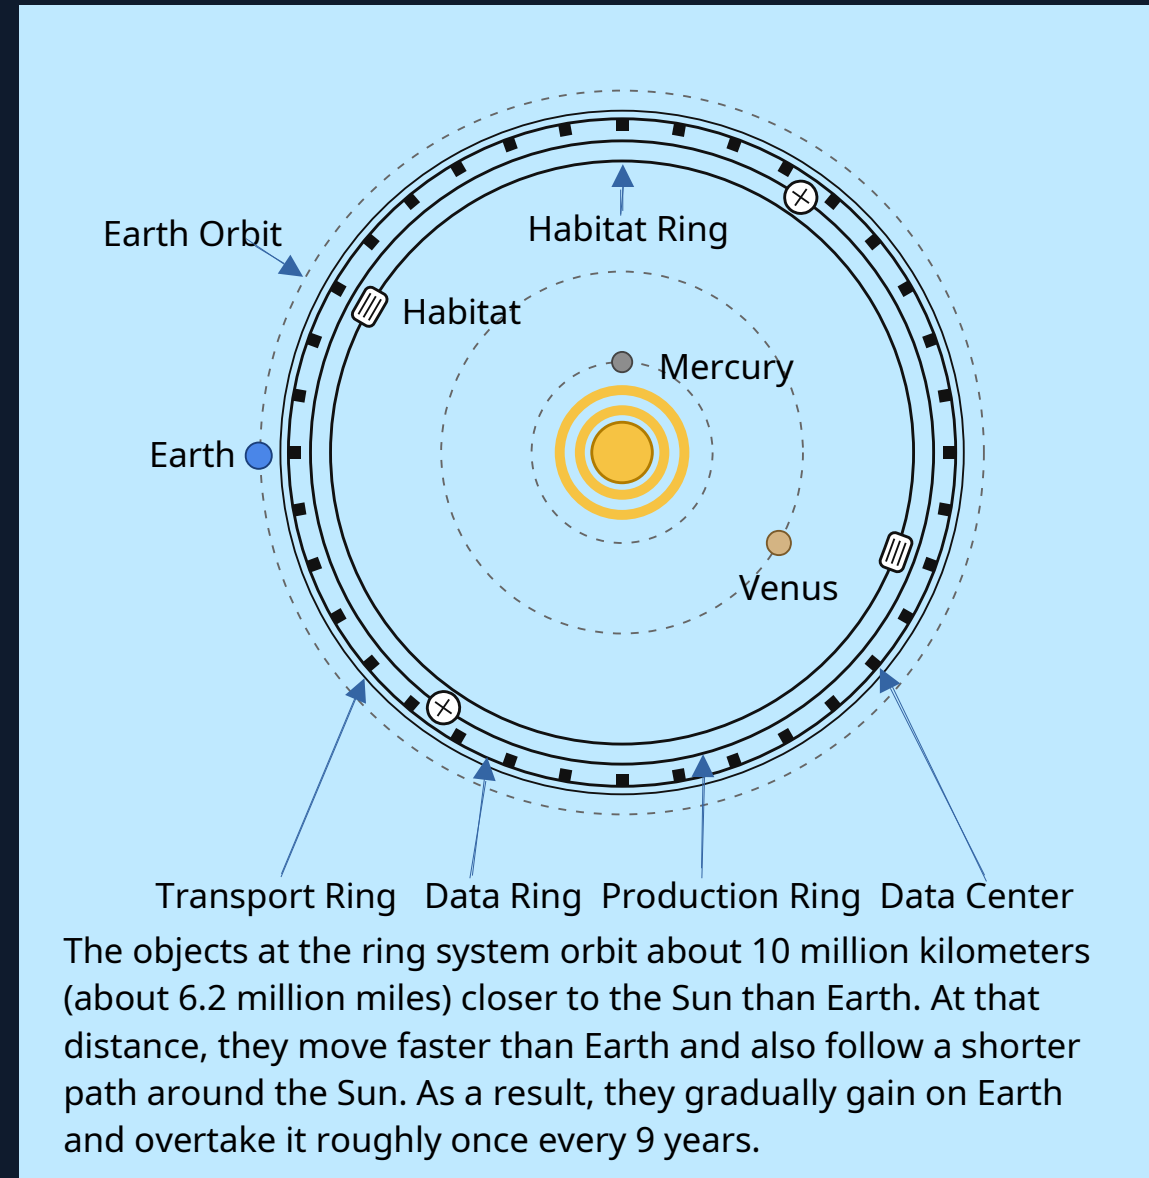 Habitat Ring
Earth Orbit
Habitat
Mercury
Earth
Venus
Transport Ring
Data Ring
Production Ring
Data Center
The objects at the ring system orbit about 10 million kilometers
(about 6.2 million miles) closer to the Sun than Earth. At that
distance, they move faster than Earth and also follow a shorter
path around the Sun. As a result, they gradually gain on Earth
and overtake it roughly once every 9 years.